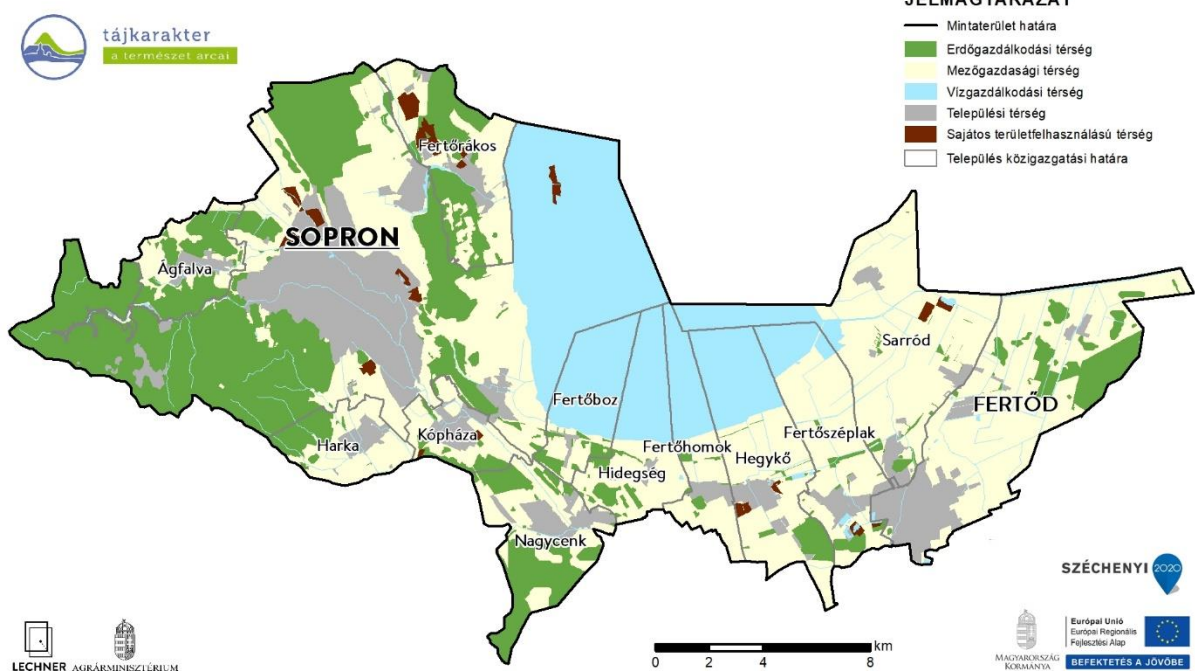 JELMAGYARÁZAT
tájkarakter
a természet arcai
Mintaterület határa
Erdőgazdálkodási térség
Mezőgazdasági térség
Vízgazdálkodási térség
Települési térség
Sajátos területfelhasználású térség
Település közigazgatási határa
Fertőrákos
SOPRON
Ágfalva
Sarród
Fertőboz
FERTŐD
Harka
Kópháza
Fertőhomok
Hegykő
Fertőszéplak
Hidegség
Nagycenk
SZÉCHENYI 2020
km
0 2 4 8
LECHNER
AGRÁRMINISZTÉRIUM
MAGYARORSZÁG
KORMÁNYA
Európai Unió
Európai Regionális
Fejlesztési Alap
BEFEKTETÉS A JÖVŐBE